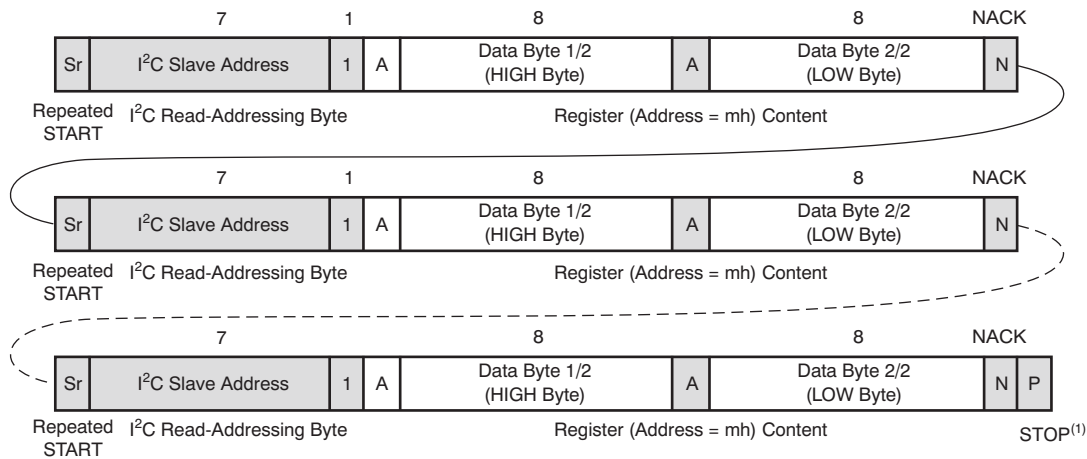 7 1 8 8 NACK
Sr I²C Slave Address 1 A Data Byte 1/2 (HIGH Byte) A Data Byte 2/2 (LOW Byte) N
Repeated START I²C Read-Addressing Byte Register (Address = mh) Content
7 1 8 8 NACK
Sr I²C Slave Address 1 A Data Byte 1/2 (HIGH Byte) A Data Byte 2/2 (LOW Byte) N
Repeated START I²C Read-Addressing Byte Register (Address = mh) Content
7 8 8 NACK
Sr I²C Slave Address 1 A Data Byte 1/2 (HIGH Byte) A Data Byte 2/2 (LOW Byte) N P
Repeated START I²C Read-Addressing Byte Register (Address = mh) Content STOP⁽¹⁾